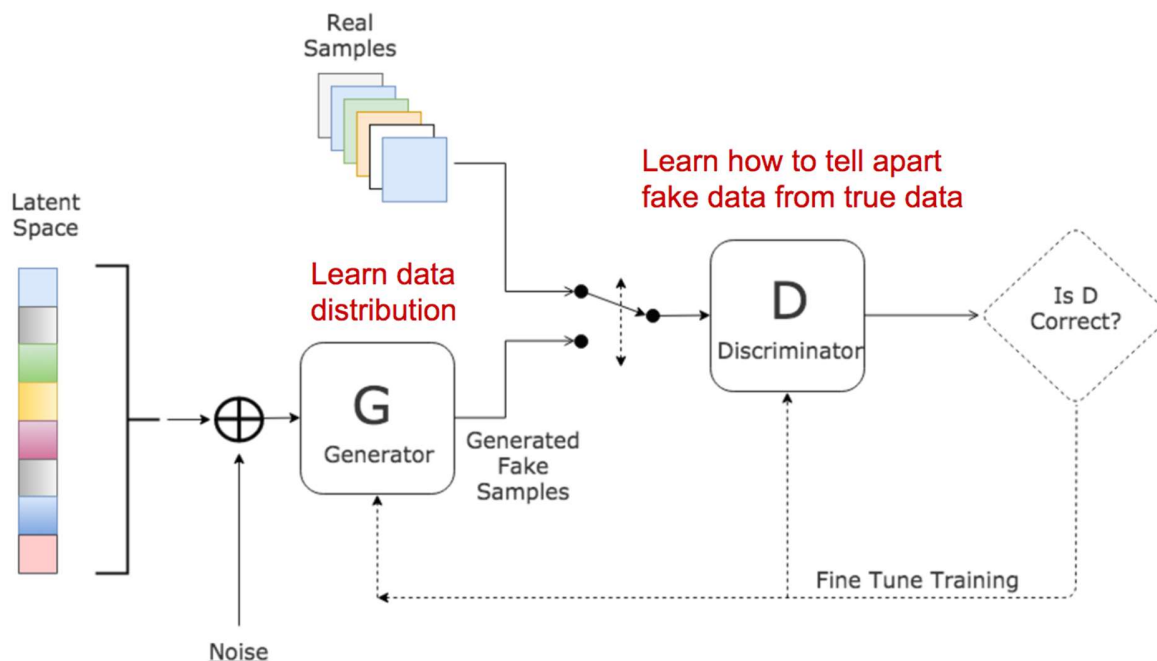 Real
Samples
Learn how to tell apart
fake data from true data
Latent
Space
Learn data
distribution
Is D
Correct?
D
Discriminator
G
Generator
Generated
Fake
Samples
Fine Tune Training
Noise